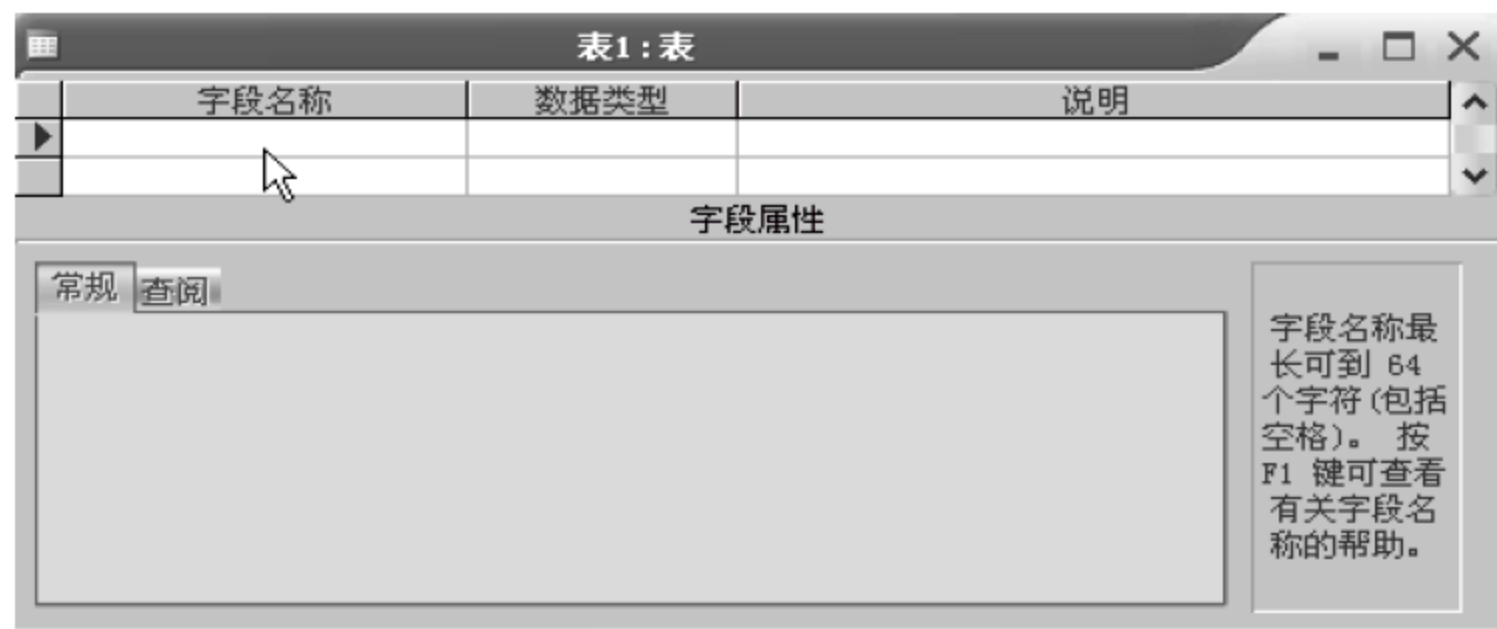 表1 : 表
字段名称 数据类型 说明
字段属性
常规 查阅
字段名称最
长可到 64
个字符(包括
空格)。 按
F1 键可查看
有关字段名
称的帮助。